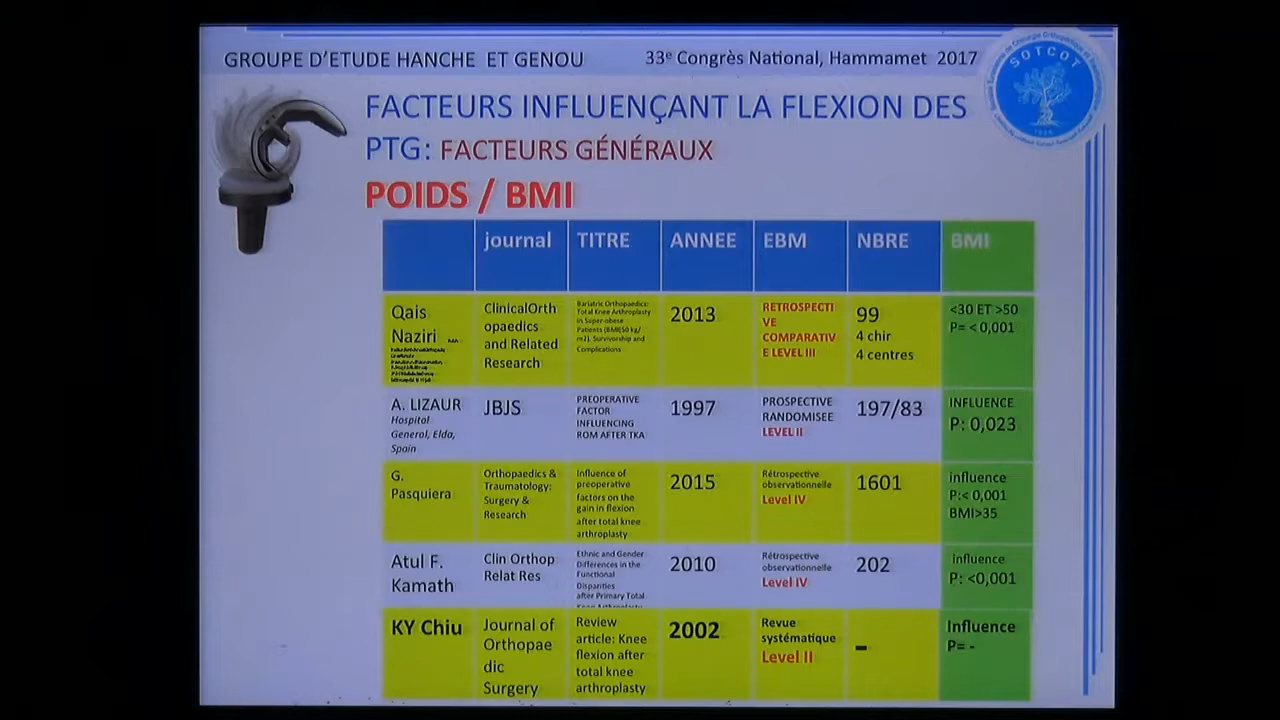 GROUPE D'ETUDE HANCHE ET GENOU
33e Congrès National, Hammamet 2017
SOTCOT
FACTEURS INFLUENÇANT LA FLEXION DES
PTG: FACTEURS GÉNÉRAUX
POIDS / BMI
journal
TITRE
ANNEE
EBM
NBRE
BMI
Qais
Naziri
ClinicalOrth
opaedics
and Related
Research
Bariatric Orthopaedics:
Total Knee Arthroplasty
in Super-obese
Patients (BMI[50 kg/
m2). Survivorship and
Complications
2013
RETROSPECTI
VE
COMPARATIV
E LEVEL III
99
4 chir
4 centres
<30 ET >50
P= < 0,001
A. LIZAUR
Hospital
General, Elda,
Spain
JBJS
PREOPERATIVE
FACTOR
INFLUENCING
ROM AFTER TKA
1997
PROSPECTIVE
RANDOMISEE
LEVEL II
197/83
INFLUENCE
P: 0,023
G.
Pasquiera
Orthopaedics &
Traumatology:
Surgery &
Research
Influence of
preoperative
factors on the
gain in flexion
after total knee
arthroplasty
2015
Rétrospective
observationnelle
Level IV
1601
influence
P:< 0,001
BMI>35
Atul F.
Kamath
Clin Orthop
Relat Res
Ethnic and Gender
Differences in the
Functional
Disparities
after Primary Total
Knee Arthroplasty
2010
Rétrospective
observationnelle
Level IV
202
influence
P: <0,001
KY Chiu
Journal of
Orthopae
dic
Surgery
Review
article: Knee
flexion after
total knee
arthroplasty
2002
Revue
systématique
Level II
-
Influence
P= -